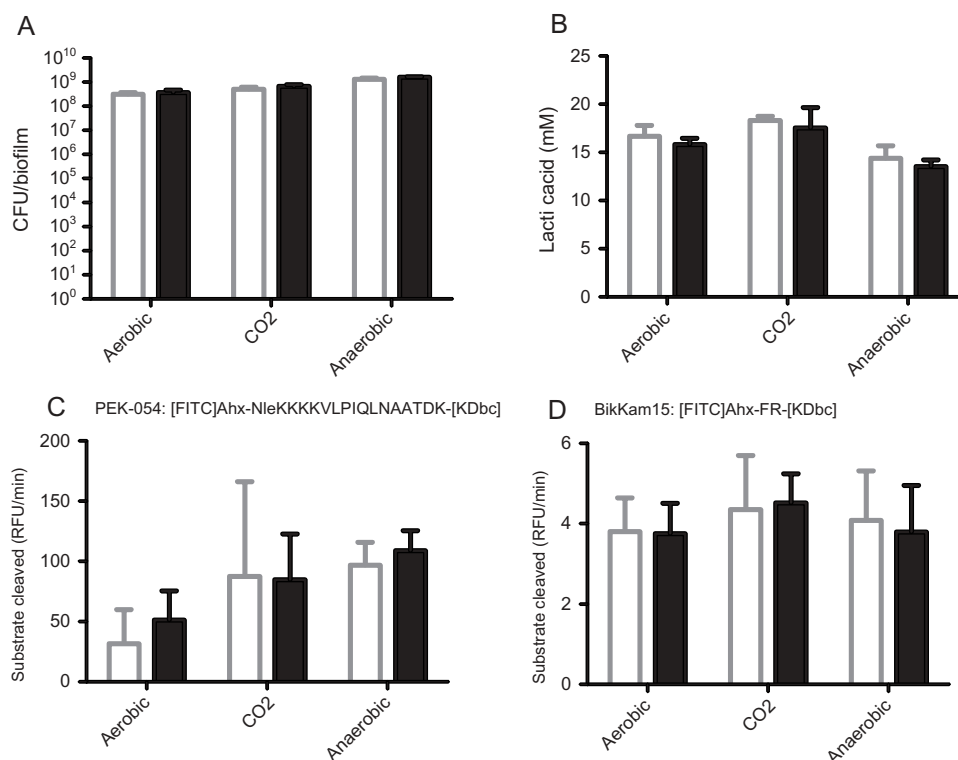 A
10^10
10^9
10^8
10^7
10^6
10^5
10^4
10^3
10^2
10^1
10^0
CFU/biofilm
Aerobic
CO2
Anaerobic
B
25
20
15
10
5
0
Lacti cacid (mM)
Aerobic
CO2
Anaerobic
C PEK-054: [FITC]Ahx-NleKKKKVLPIQLNAATDK-[KDbc]
200
150
100
50
0
Substrate cleaved (RFU/min)
Aerobic
CO2
Anaerobic
D BikKam15: [FITC]Ahx-FR-[KDbc]
6
4
2
0
Substrate cleaved (RFU/min)
Aerobic
CO2
Anaerobic